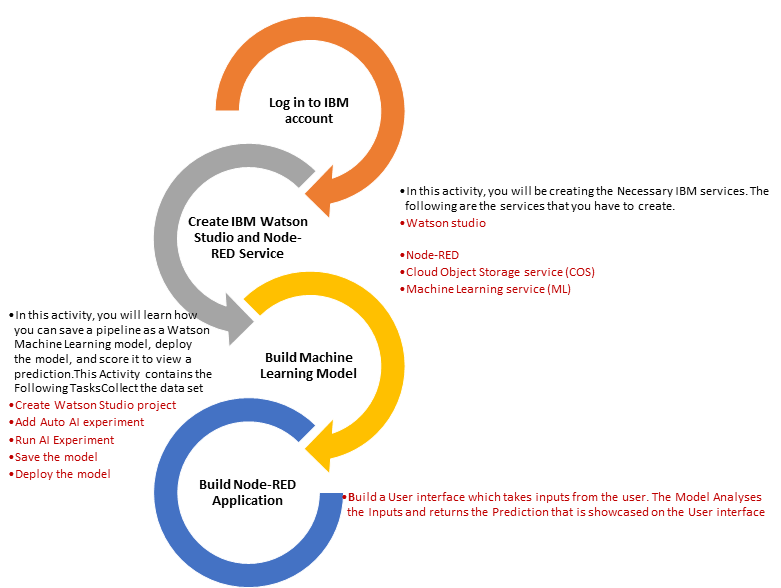 Log in to IBM
account
Create IBM Watson
Studio and Node-
RED Service
•In this activity, you will be creating the Necessary IBM services. The
following are the services that you have to create.
•Watson studio
•Node-RED
•Cloud Object Storage service (COS)
•Machine Learning service (ML)
Build Machine
Learning Model
•In this activity, you will learn how
you can save a pipeline as a Watson
Machine Learning model, deploy
the model, and score it to view a
prediction.This Activity contains the
Following TasksCollect the data set
•Create Watson Studio project
•Add Auto AI experiment
•Run AI Experiment
•Save the model
•Deploy the model
Build Node-RED
Application
•Build a User interface which takes inputs from the user. The Model Analyses
the Inputs and returns the Prediction that is showcased on the User interface